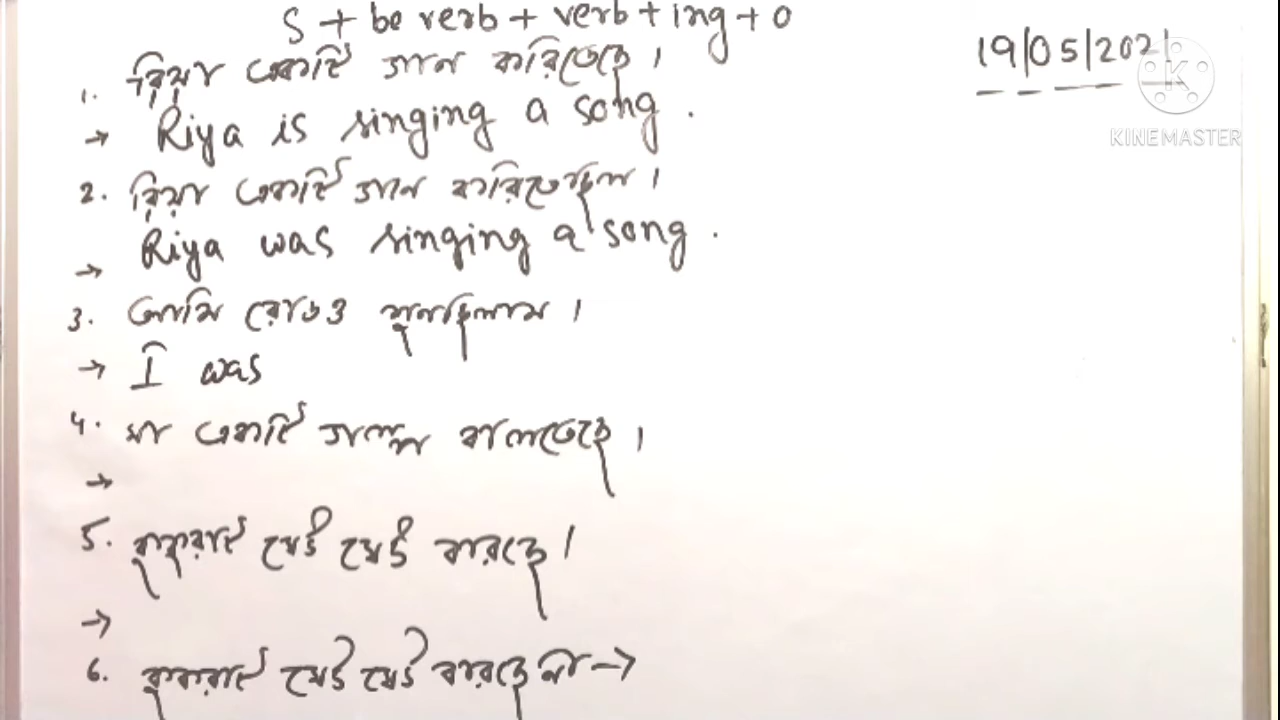 S + be verb + verb + ing + O
19/05/2021
KINEMASTER
1. রিয়া একটি গান করিতেছে।
→ Riya is singing a song.
2. রিয়া একটি গান করিতেছিল।
→ Riya was singing a song.
3. আমি রেডিও শুনছিলাম।
→ I was
4. মা একটি গল্প বলিতেছে।
→
5. কুকুরটি ঘেউ ঘেউ করছে।
→
6. কুকুরটি ঘেউ ঘেউ করছে না →